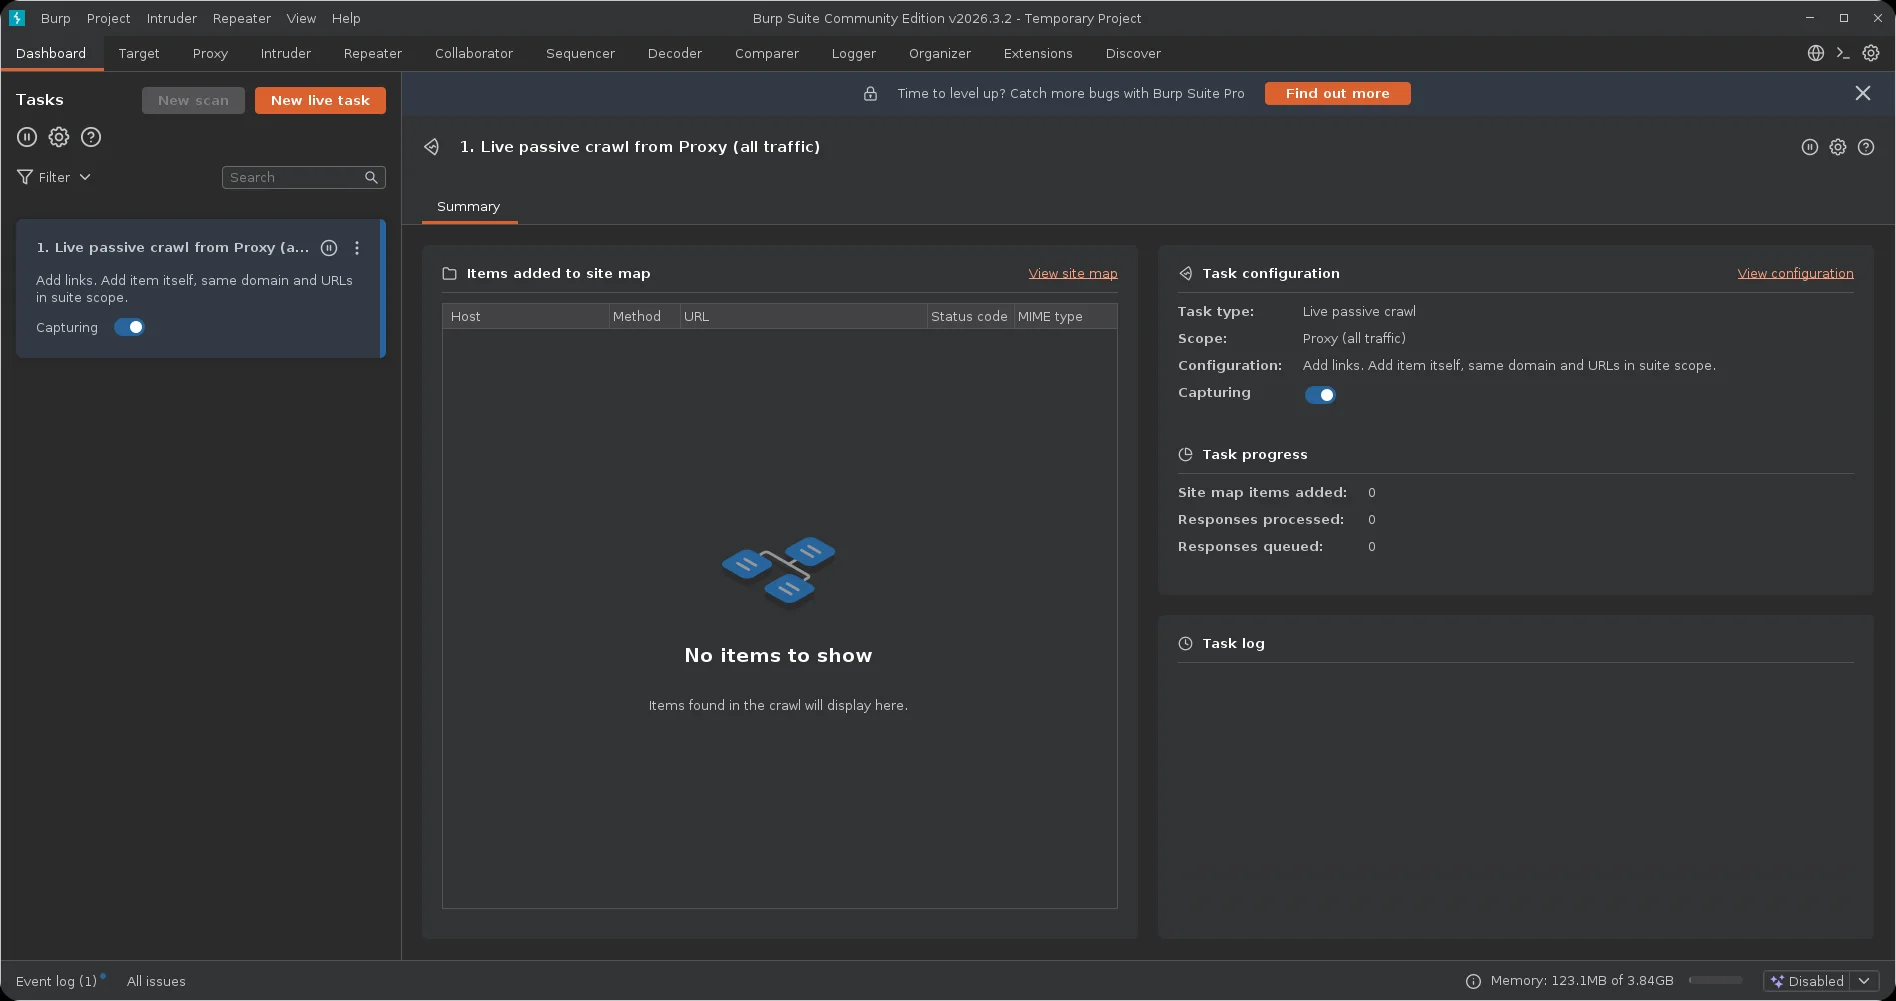 Burp Project Intruder Repeater View Help
Burp Suite Community Edition v2026.3.2 - Temporary Project
Dashboard Target Proxy Intruder Repeater Collaborator Sequencer Decoder Comparer Logger Organizer Extensions Discover
Tasks
New scan
New live task
Filter
Search
1. Live passive crawl from Proxy (a...
Add links. Add item itself, same domain and URLs
in suite scope.
Capturing
Time to level up? Catch more bugs with Burp Suite Pro
Find out more
1. Live passive crawl from Proxy (all traffic)
Summary
Items added to site map
View site map
Host Method URL Status code MIME type
No items to show
Items found in the crawl will display here.
Task configuration
View configuration
Task type: Live passive crawl
Scope: Proxy (all traffic)
Configuration: Add links. Add item itself, same domain and URLs in suite scope.
Capturing
Task progress
Site map items added: 0
Responses processed: 0
Responses queued: 0
Task log
Event log (1) All issues
Memory: 123.1MB of 3.84GB
Disabled